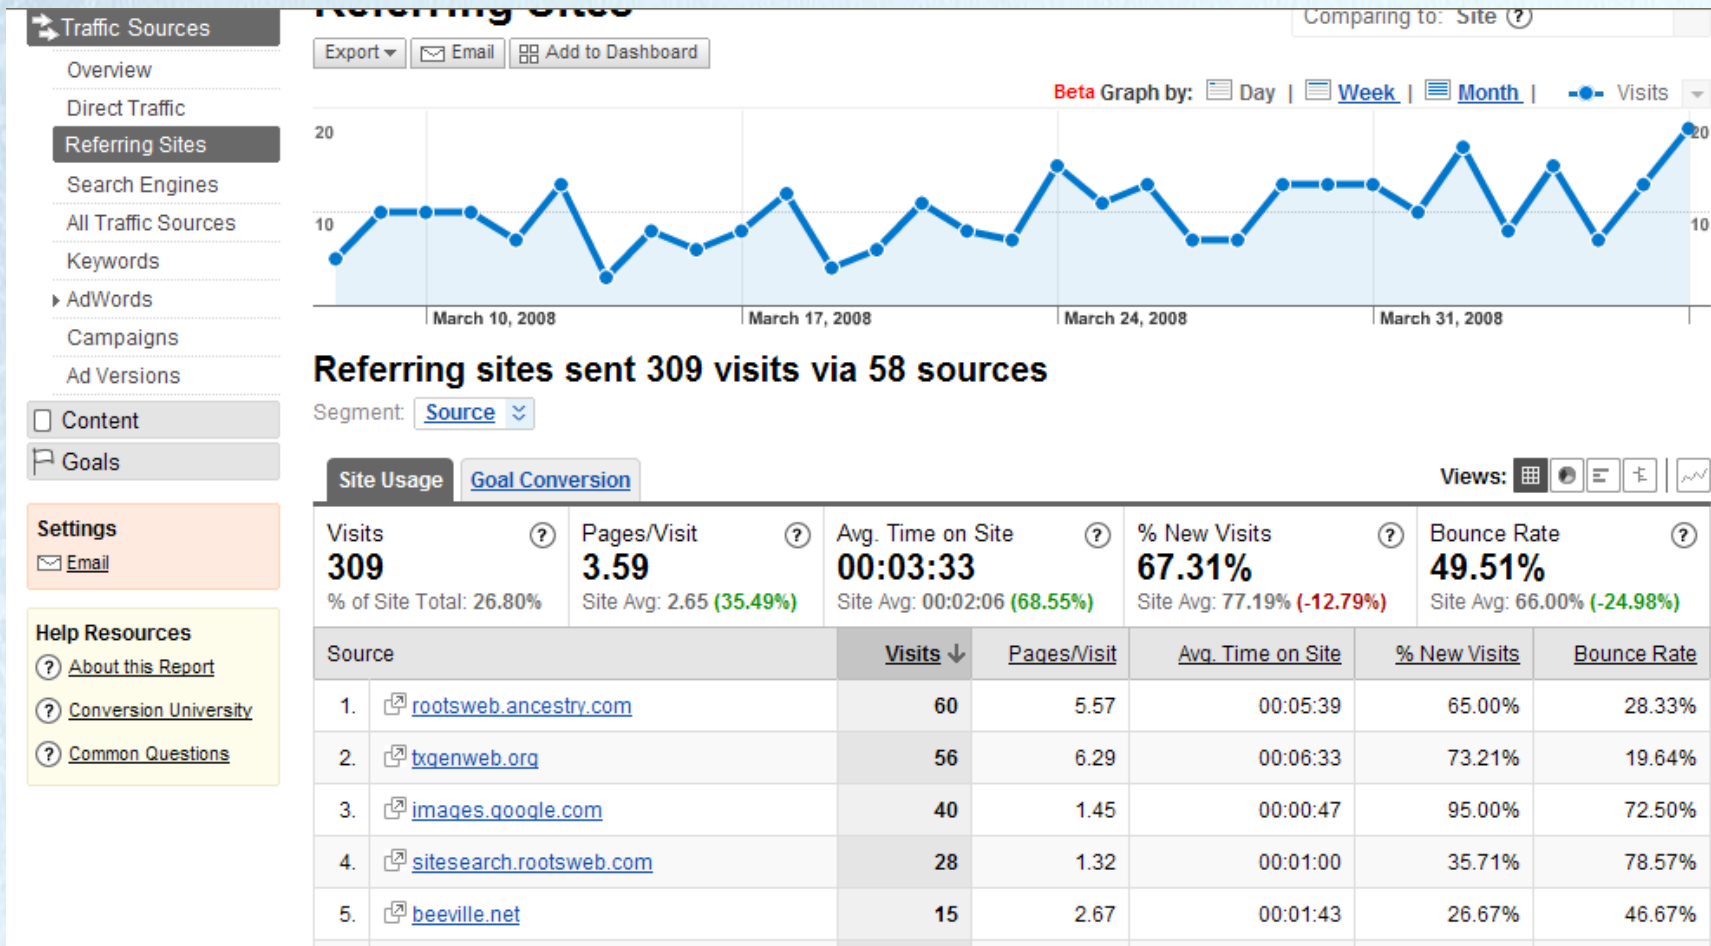 Traffic Sources
Overview
Direct Traffic
Referring Sites
Search Engines
All Traffic Sources
Keywords
AdWords
Campaigns
Ad Versions
Content
Goals
Settings
Email
Help Resources
About this Report
Conversion University
Common Questions
Referring Sites
Comparing to: Site
Export Email Add to Dashboard
Beta Graph by: Day | Week | Month | Visits
20 20
10 10
March 10, 2008 March 17, 2008 March 24, 2008 March 31, 2008
Referring sites sent 309 visits via 58 sources
Segment: Source
Site Usage Goal Conversion Views:
Visits Pages/Visit Avg. Time on Site % New Visits Bounce Rate
309 3.59 00:03:33 67.31% 49.51%
% of Site Total: 26.80% Site Avg: 2.65 (35.49%) Site Avg: 00:02:06 (68.55%) Site Avg: 77.19% (-12.79%) Site Avg: 66.00% (-24.98%)
Source Visits Pages/Visit Avg. Time on Site % New Visits Bounce Rate
1. rootsweb.ancestry.com 60 5.57 00:05:39 65.00% 28.33%
2. txgenweb.org 56 6.29 00:06:33 73.21% 19.64%
3. images.google.com 40 1.45 00:00:47 95.00% 72.50%
4. sitesearch.rootsweb.com 28 1.32 00:01:00 35.71% 78.57%
5. beeville.net 15 2.67 00:01:43 26.67% 46.67%